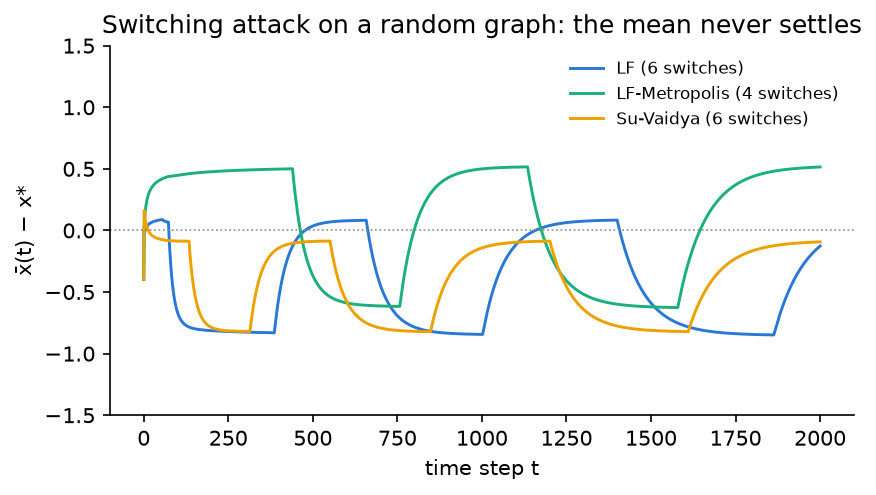 Switching attack on a random graph: the mean never settles
LF (6 switches)
LF-Metropolis (4 switches)
Su-Vaidya (6 switches)
x̄(t) − x*
1.5
1.0
0.5
0.0
−0.5
−1.0
−1.5
0 250 500 750 1000 1250 1500 1750 2000
time step t